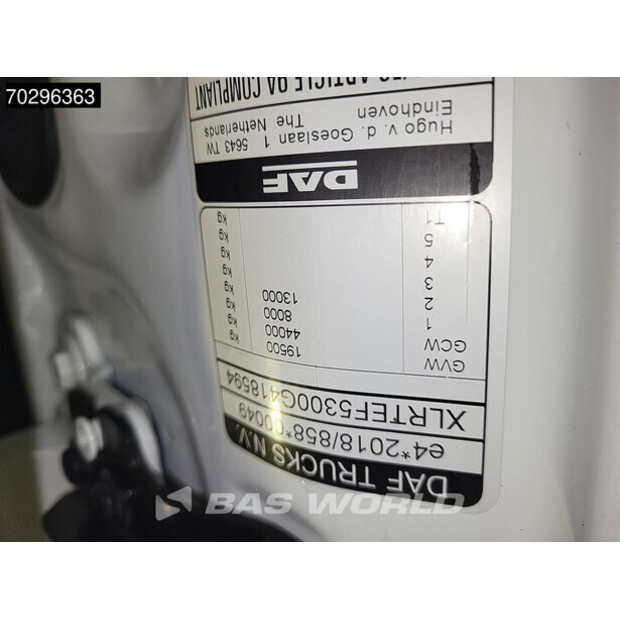 70296363
DAF TRUCKS N.V.
e4*2018/858*00049
XLRTEF5300G418594
GVW 19500 kg
GCW 44000 kg
1 8000 kg
2 13000 kg
3 kg
4 kg
5 kg
T1 kg
DAF
Hugo v. d. Goeslaan 1 5643 TW
Eindhoven The Netherlands
ARTICLE 9A COMPLIANT
BAS WORLD